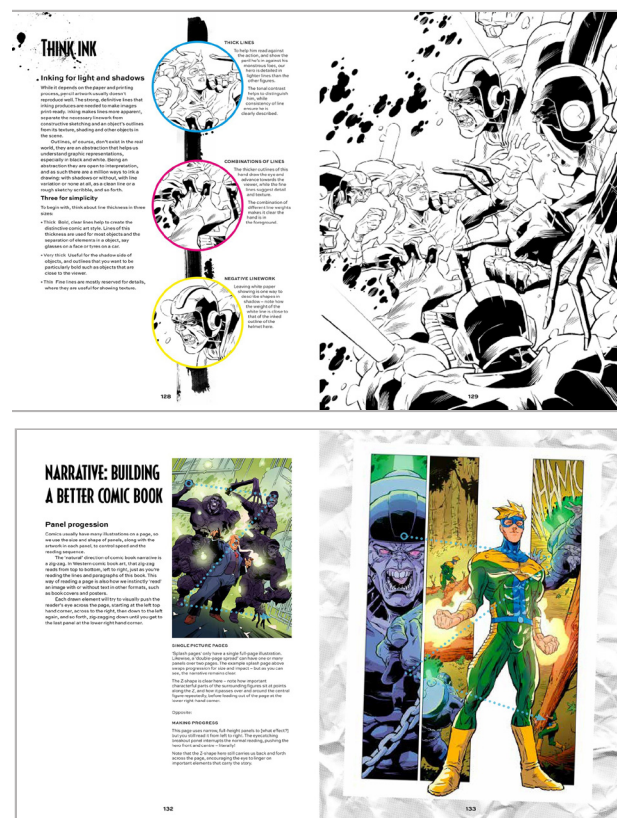 THINK INK
Inking for light and shadows
While it depends on the paper and printing
process, pencil artwork usually doesn't
reproduce well. The strong, definitive lines that
inking produces are needed to make images
print-ready. Inking makes lines more apparent,
separate the necessary linework from
constructive sketching and an object's outlines
from its texture, shading and other objects in
the scene.
Outlines, of course, don't exist in the real
world, they are an abstraction that helps us
understand graphic representations,
especially in black and white. Being an
abstraction they are open to interpretation,
and as such there are a million ways to ink a
drawing: with shadows or without, with line
variation or none at all, as a clean line or a
rough sketchy scribble, and so forth.
Three for simplicity
To begin with, think about line thickness in three
sizes:
• Thick Bold, clear lines help to create the
distinctive comic art style. Lines of this
thickness are used for most objects and the
separation of elements in a object, say
glasses on a face or tyres on a car.
• Very thick Useful for the shadow side of
objects, and outlines that you want to be
particularly bold such as objects that are
close to the viewer.
• Thin Fine lines are mostly reserved for details,
where they are useful for showing texture.
THICK LINES
To help him read against
the action, and show the
peril he's in against his
monstrous foes, our
hero is detailed in
lighter lines than the
other figures.
The tonal contrast
helps to distinguish
him, while
consistency of line
ensure he is
clearly described.
COMBINATIONS OF LINES
The thicker outlines of this
hand draw the eye and
advance towards the
viewer, while the fine
lines suggest detail
and texture.
The combination of
different line weights
makes it clear the
hand is in
the foreground.
NEGATIVE LINEWORK
Leaving white paper
showing is one way to
describe shapes in
shadow – note how
the weight of the
white line is close to
that of the inked
outline of the
helmet here.
128
129
NARRATIVE: BUILDING
A BETTER COMIC BOOK
Panel progression
Comics usually have many illustrations on a page, so
we use the size and shape of panels, along with the
artwork in each panel, to control speed and the
reading sequence.
The 'natural' direction of comic book narrative is
a zig-zag. In Western comic book art, that zig-zag
reads from top to bottom, left to right, just as you're
reading the lines and paragraphs of this book. This
way of reading a page is also how we instinctly 'read'
an image with or without text in other formats, such
as book covers and posters.
Each drawn element will try to visually push the
reader's eye across the page, starting at the left top
hand corner, across to the right, then down to the left
again, and so forth, zig-zagging down until you get to
the last panel at the lower right hand corner.
SINGLE PICTURE PAGES
'Splash pages' only have a single full-page illustration.
Likewise, a 'double-page spread' can have one or many
panels over two pages. The example splash page above
swaps progression for size and impact – but as you can
see, the narrative remains clear.
The Z-shape is clear here – note how important
characterful parts of the surrounding figures sit at points
along the Z, and how it passes over and around the central
figure repeatedly, before leading out of the page at the
lower right-hand corner.
Opposite:
MAKING PROGRESS
This page uses narrow, full-height panels to [what effect?]
but you still read it from left to right. The eyecatching
breakout panel interrupts the normal reading, pushing the
hero front and centre – literally!
Note that the Z-shape here still carries us back and forth
across the page, encouraging the eye to linger on
important elements that carry the story.
132
133